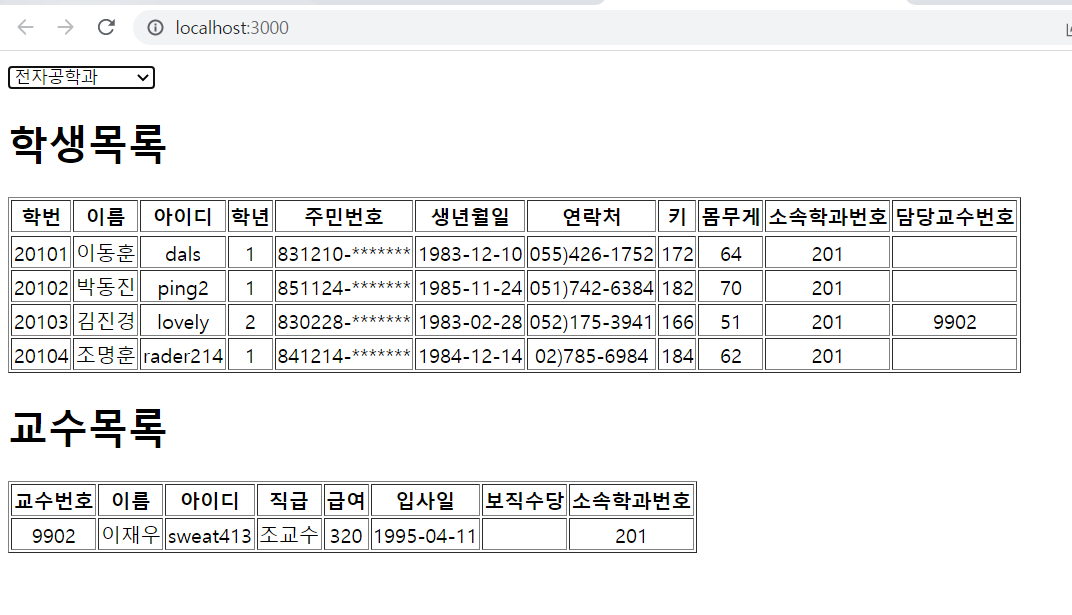 localhost:3000
전자공학과
학생목록
학번 이름 아이디 학년 주민번호 생년월일 연락처 키 몸무게 소속학과번호 담당교수번호
20101 이동훈 dals 1 831210-******* 1983-12-10 055)426-1752 172 64 201
20102 박동진 ping2 1 851124-******* 1985-11-24 051)742-6384 182 70 201
20103 김진경 lovely 2 830228-******* 1983-02-28 052)175-3941 166 51 201 9902
20104 조명훈 rader214 1 841214-******* 1984-12-14 02)785-6984 184 62 201
교수목록
교수번호 이름 아이디 직급 급여 입사일 보직수당 소속학과번호
9902 이재우 sweat413 조교수 320 1995-04-11 201